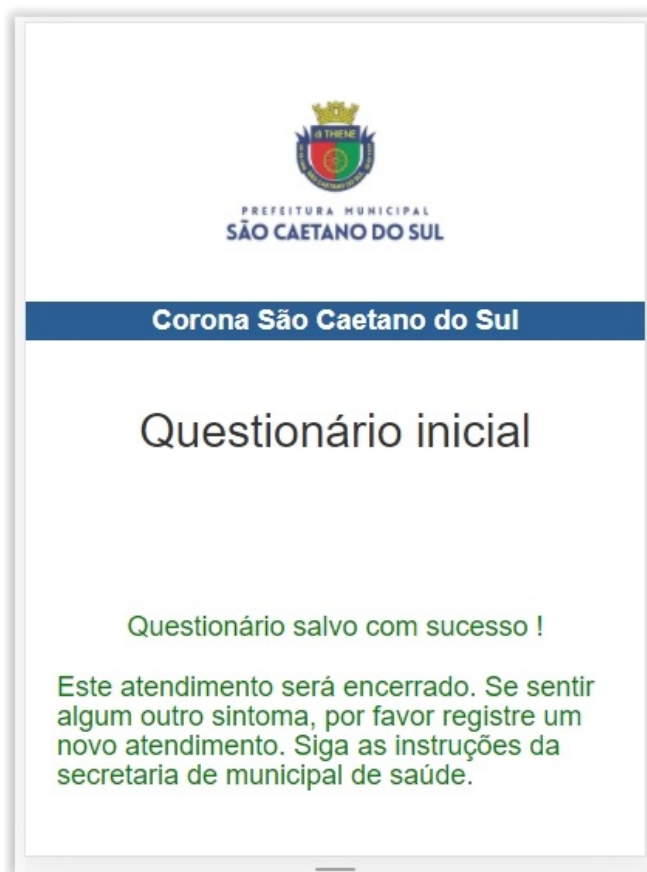 di THIENE
PREFEITURA MUNICIPAL
SÃO CAETANO DO SUL
Corona São Caetano do Sul
Questionário inicial
Questionário salvo com sucesso !
Este atendimento será encerrado. Se sentir
algum outro sintoma, por favor registre um
novo atendimento. Siga as instruções da
secretaria de municipal de saúde.